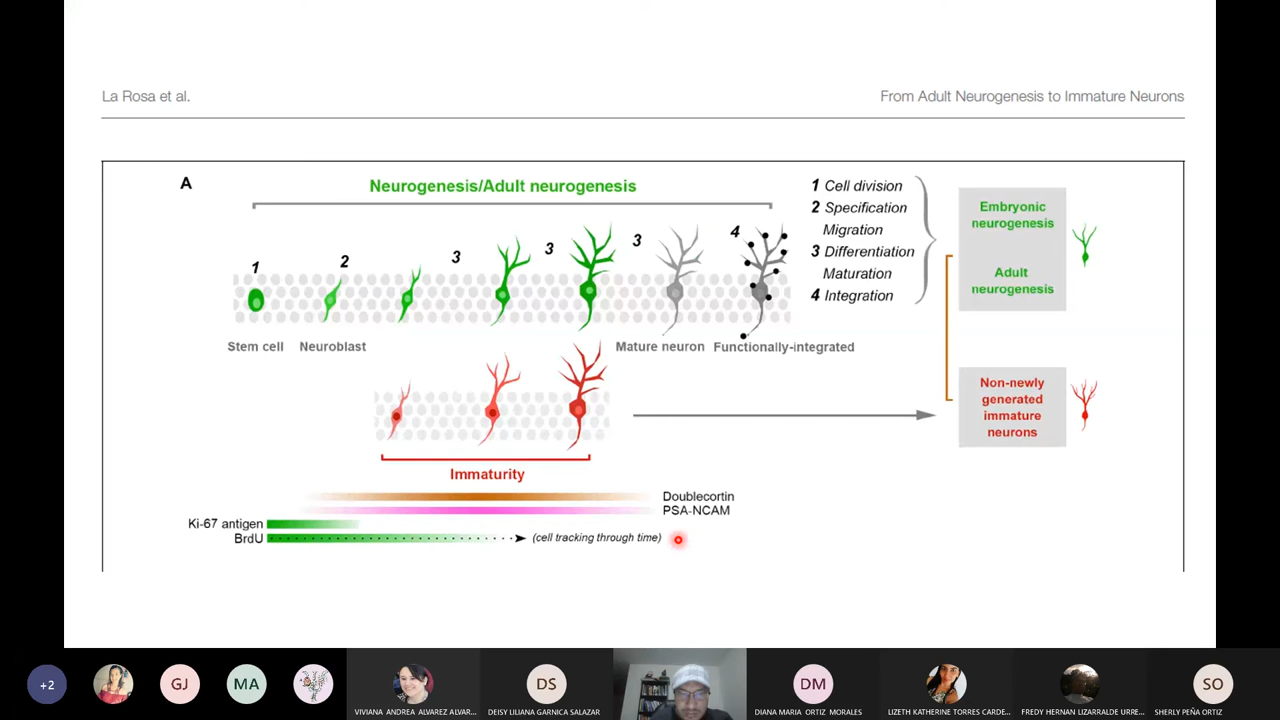 La Rosa et al.
From Adult Neurogenesis to Immature Neurons
A
Neurogenesis/Adult neurogenesis
1
2
3
3
3
4
Stem cell
Neuroblast
Mature neuron
Functionally-integrated
1 Cell division
2 Specification
Migration
3 Differentiation
Maturation
4 Integration
Embryonic
neurogenesis
Adult
neurogenesis
Non-newly
generated
immature
neurons
Immaturity
Doublecortin
PSA-NCAM
Ki-67 antigen
BrdU
(cell tracking through time)
+2
GJ
MA
VIVIANA ANDREA ALVAREZ ALVAR...
DS
DEISY LILIANA GARNICA SALAZAR
DM
DIANA MARIA ORTIZ MORALES
LIZETH KATHERINE TORRES CARDE...
FREDY HERNAN LIZARRALDE URRE...
SO
SHERLY PEÑA ORTIZ